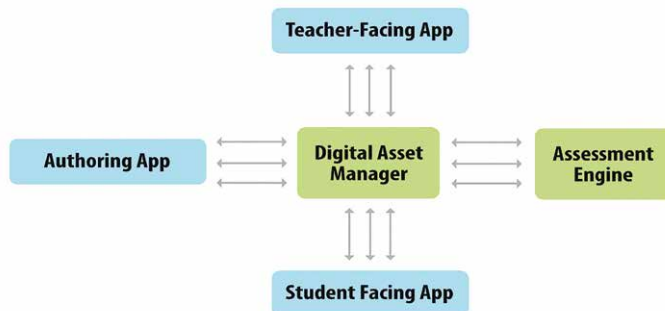 Teacher-Facing App
Authoring App
Digital Asset
Manager
Assessment
Engine
Student Facing App